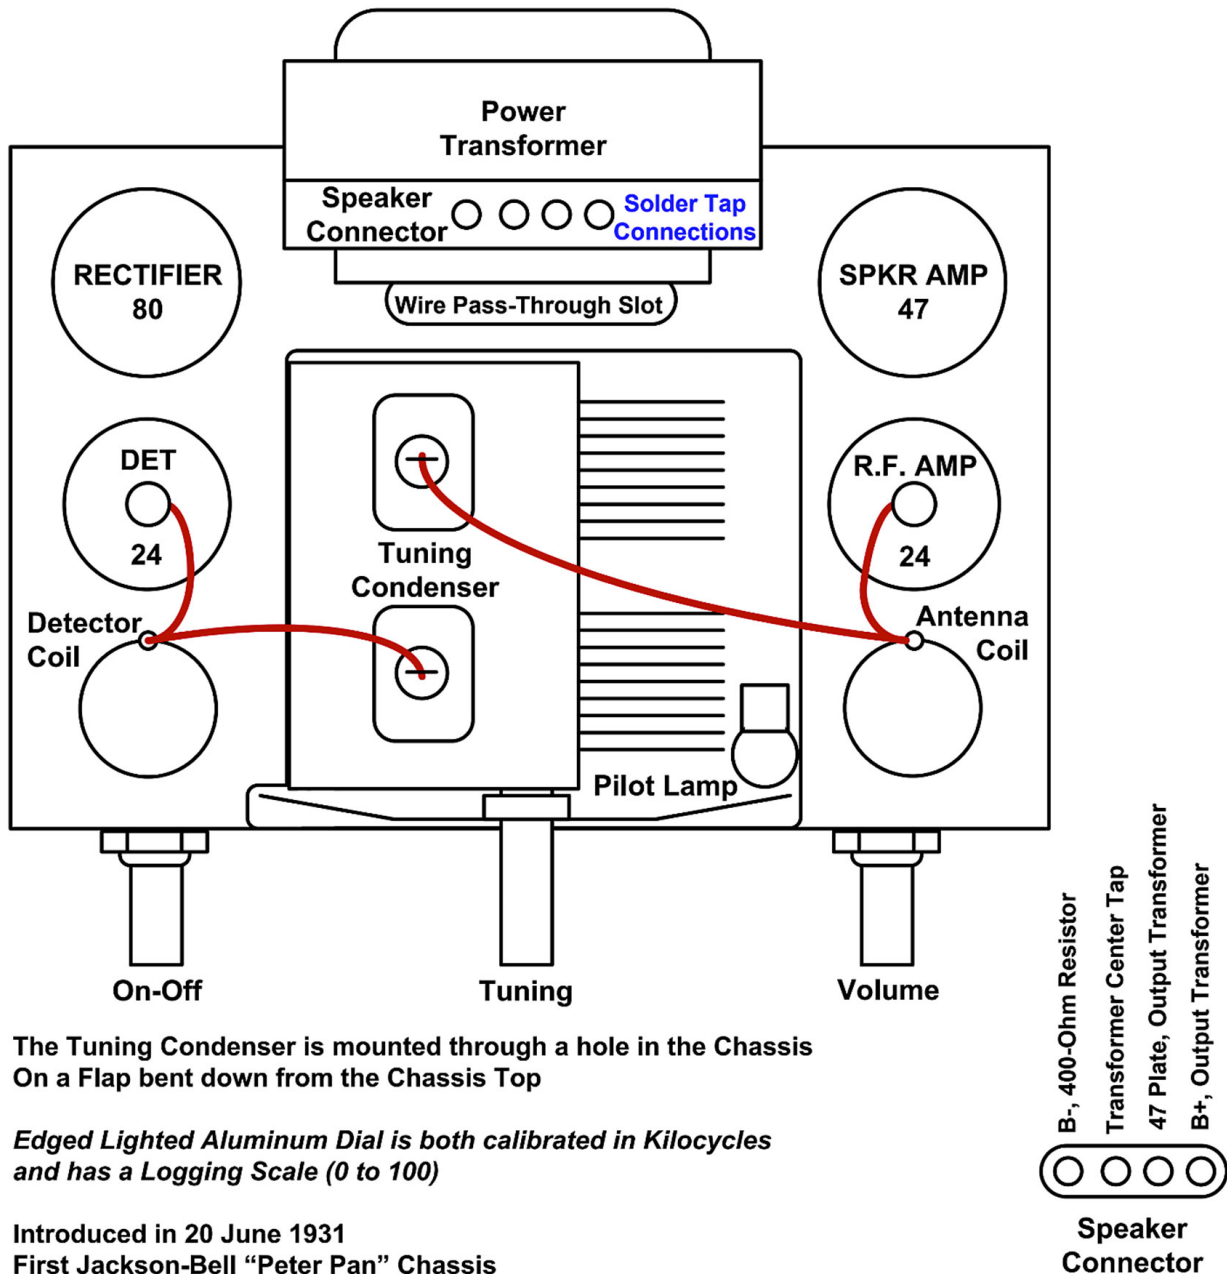 Power
Transformer
Speaker
Connector
Solder Tap
Connections
RECTIFIER
80
SPKR AMP
47
Wire Pass-Through Slot
DET
24
R.F. AMP
24
Tuning
Condenser
Detector
Coil
Antenna
Coil
Pilot Lamp
On-Off
Tuning
Volume
B-, 400-Ohm Resistor
Transformer Center Tap
47 Plate, Output Transformer
B+, Output Transformer
Speaker
Connector
The Tuning Condenser is mounted through a hole in the Chassis
On a Flap bent down from the Chassis Top
Edged Lighted Aluminum Dial is both calibrated in Kilocycles
and has a Logging Scale (0 to 100)
Introduced in 20 June 1931
First Jackson-Bell “Peter Pan” Chassis